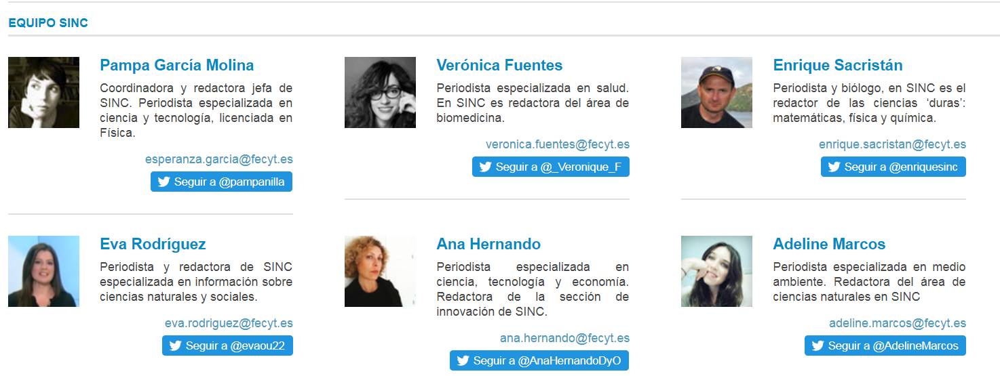 EQUIPO SINC
Pampa García Molina
Coordinadora y redactora jefa de
SINC. Periodista especializada en
ciencia y tecnología, licenciada en
Física.
esperanza.garcia@fecyt.es
Seguir a @pampanilla
Verónica Fuentes
Periodista especializada en salud.
En SINC es redactora del área de
biomedicina.
veronica.fuentes@fecyt.es
Seguir a @_Veronique_F
Enrique Sacristán
Periodista y biólogo, en SINC es el
redactor de las ciencias ‘duras’:
matemáticas, física y química.
enrique.sacristan@fecyt.es
Seguir a @enriquesinc
Eva Rodríguez
Periodista y redactora de SINC
especializada en información sobre
ciencias naturales y sociales.
eva.rodriguez@fecyt.es
Seguir a @evaou22
Ana Hernando
Periodista especializada en
ciencia, tecnología y economía.
Redactora de la sección de
innovación de SINC.
ana.hernando@fecyt.es
Seguir a @AnaHernandoDyO
Adeline Marcos
Periodista especializada en medio
ambiente. Redactora del área de
ciencias naturales en SINC
adeline.marcos@fecyt.es
Seguir a @AdelineMarcos